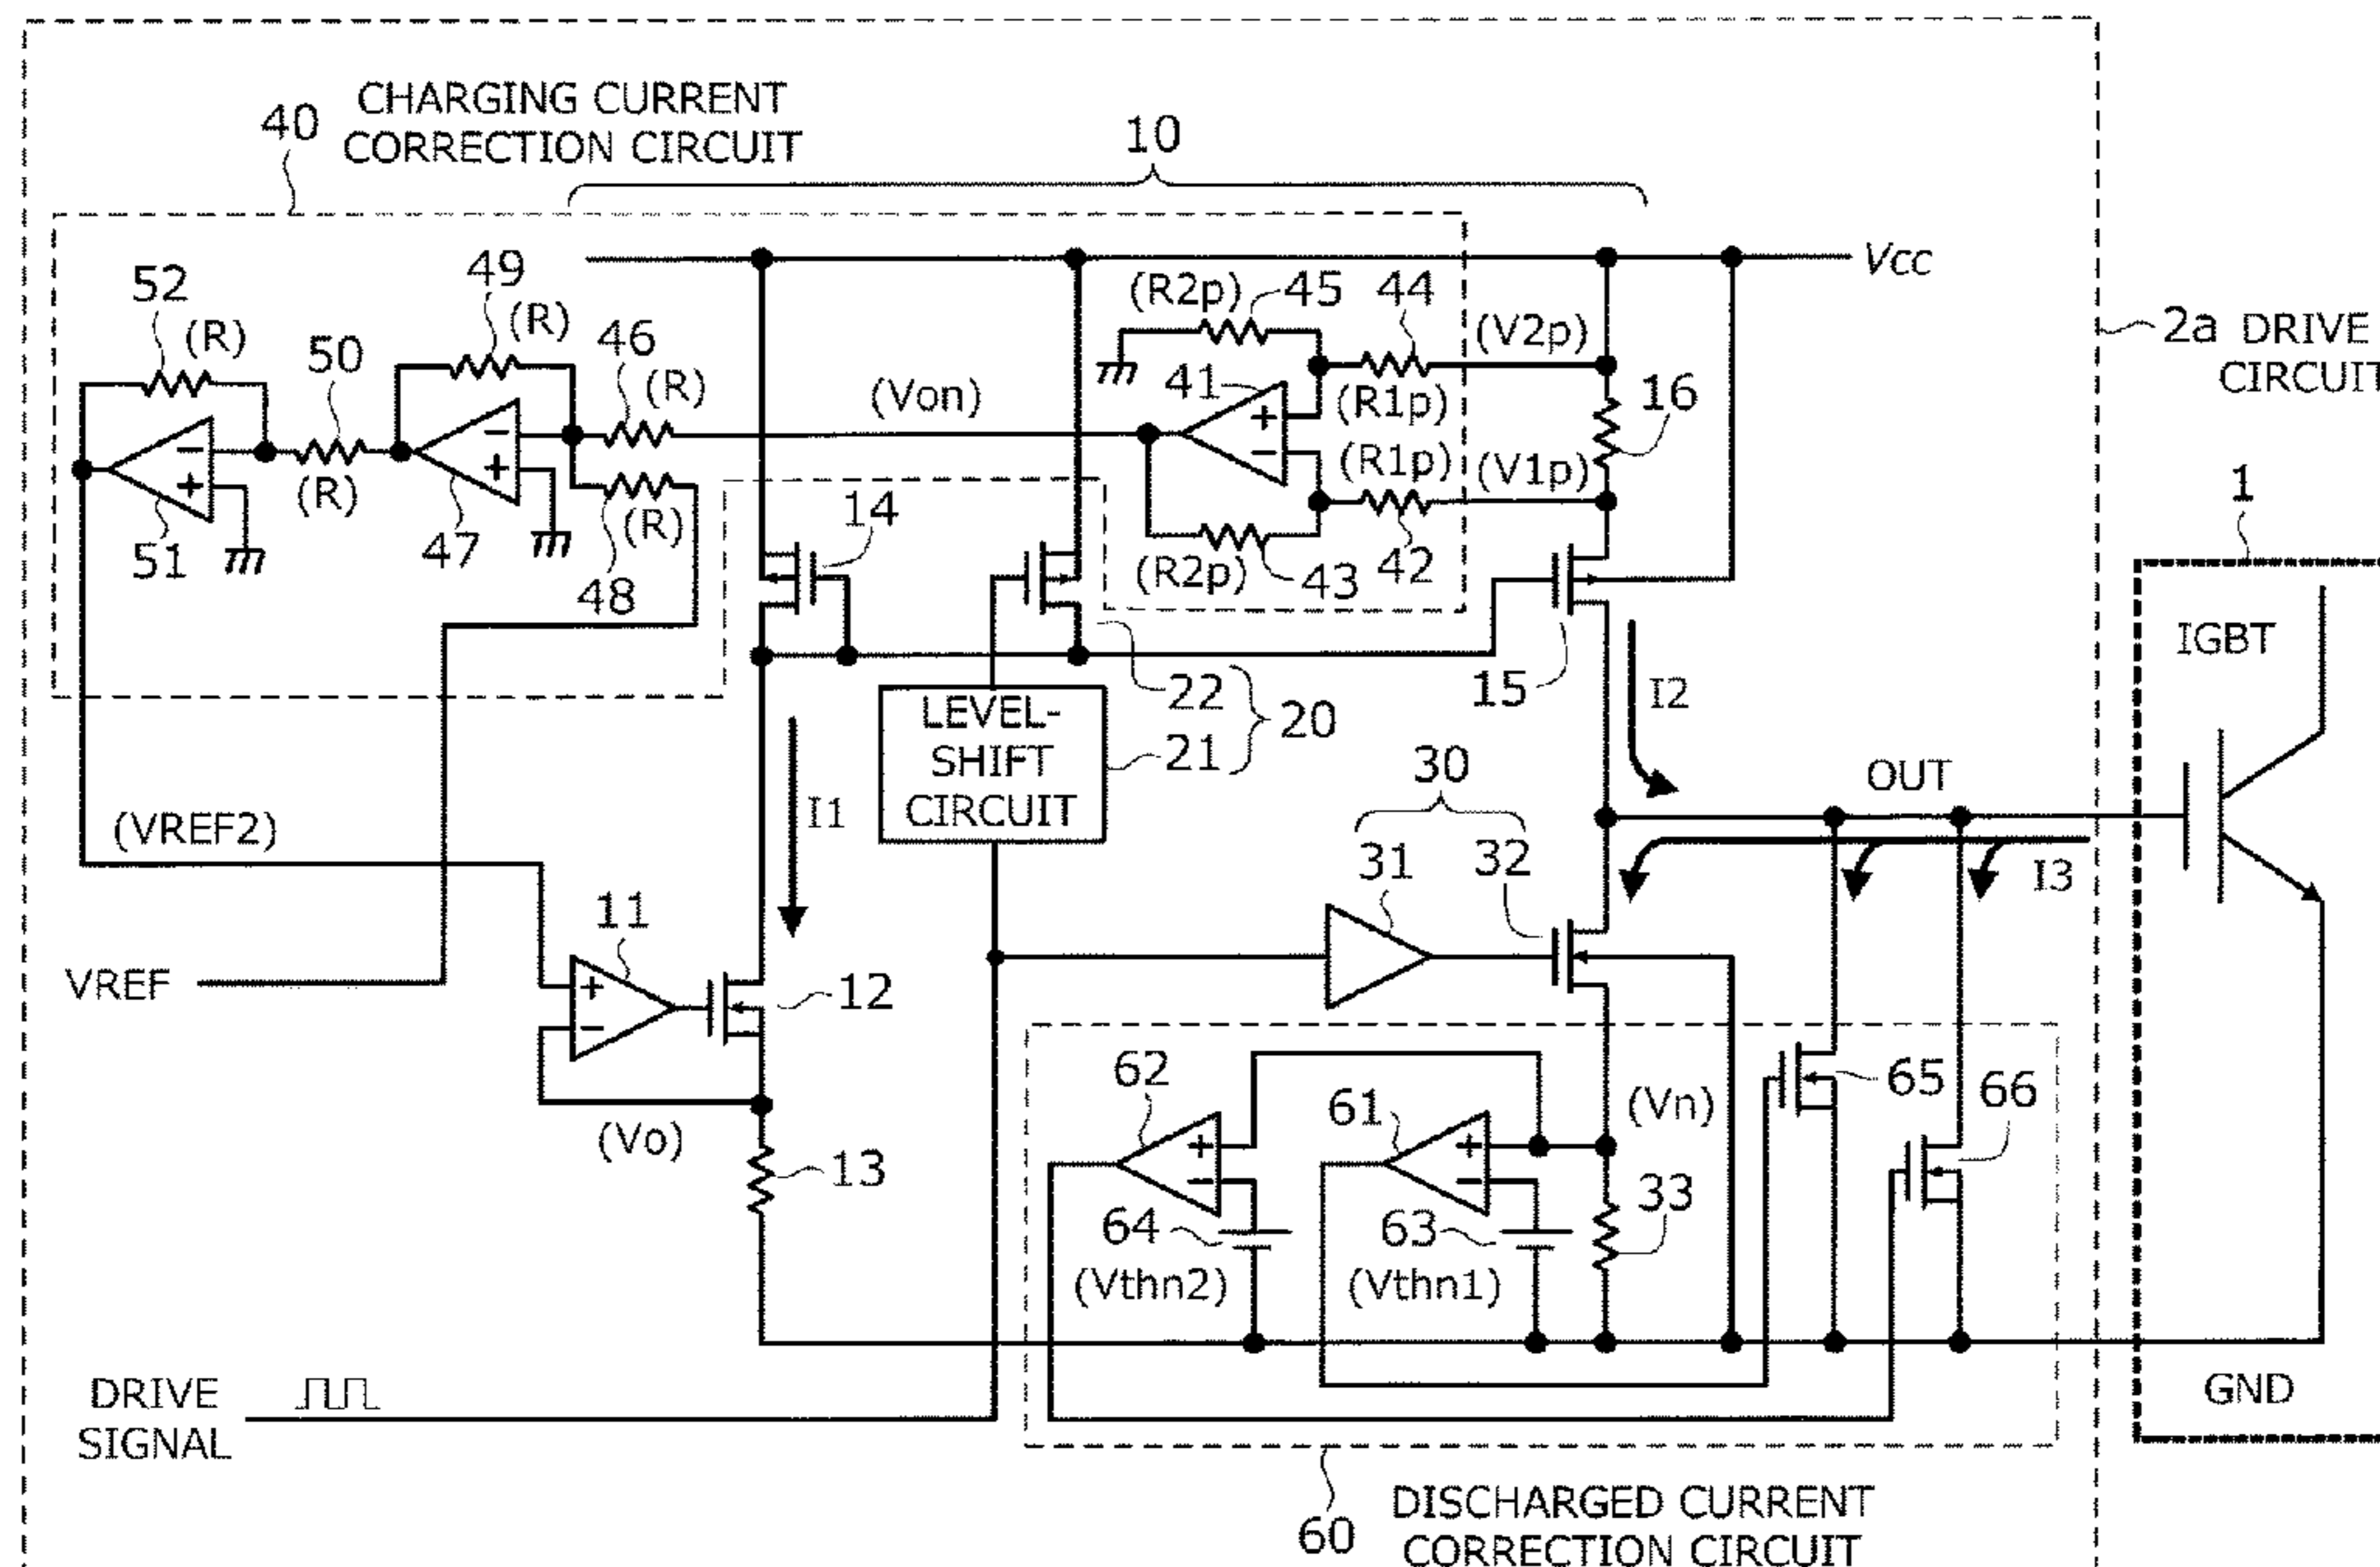 CHARGING CURRENT
CORRECTION CIRCUIT
40
10
Vcc
2a DRIVE
52
(R)
49
(R)
50
(R)
46
(R)
(Von)
(R2p)
45
44
(V2p)
41
(R1p)
16
(R1p)
(V1p)
51
47
48
(R)
14
(R2p)
43
42
15
I2
1
IGBT
22
21
20
LEVEL-
SHIFT
CIRCUIT
I1
30
31
32
OUT
I3
(VREF2)
11
VREF
12
(Vo)
13
62
61
(Vn)
65
66
33
64
63
(Vthn2)
(Vthn1)
DRIVE
SIGNAL
GND
60
DISCHARGED CURRENT
CORRECTION CIRCUIT
+
−
+
−
+
−
+
−
+
−
+
−